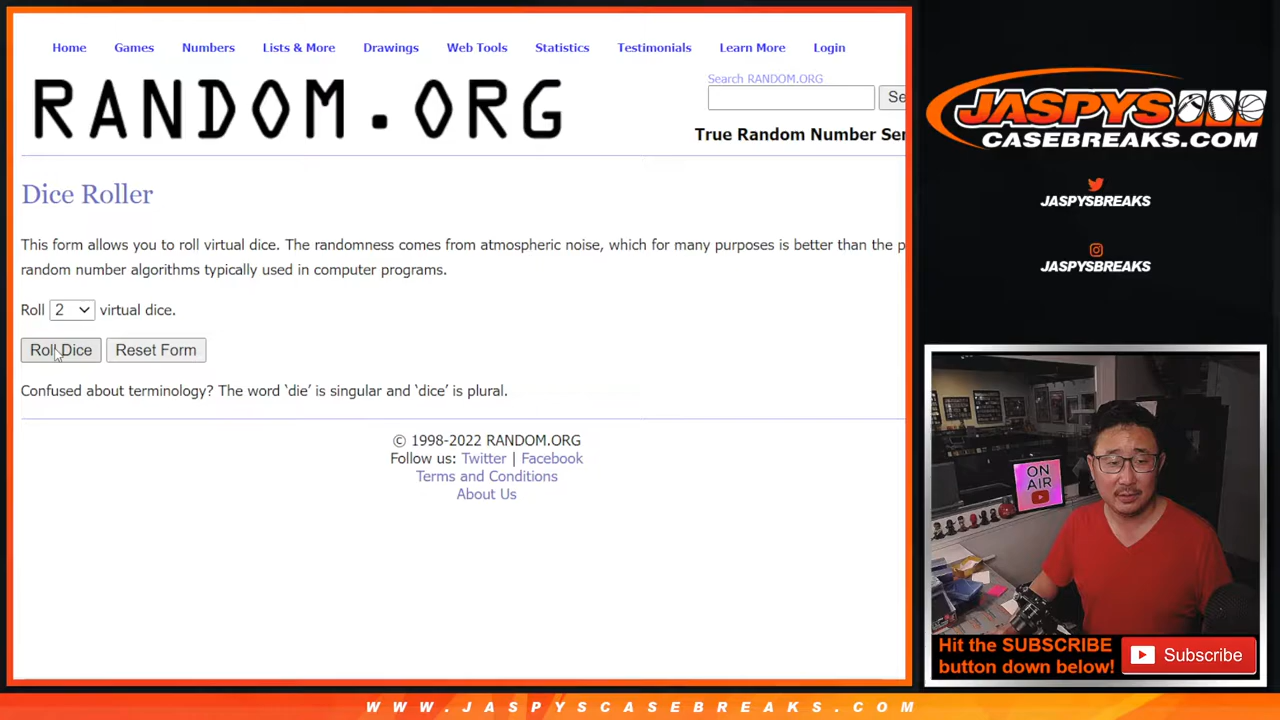 Home Games Numbers Lists & More Drawings Web Tools Statistics Testimonials Learn More Login
RANDOM.ORG
Search RANDOM.ORG
Se
True Random Number Ser
Dice Roller
This form allows you to roll virtual dice. The randomness comes from atmospheric noise, which for many purposes is better than the p
random number algorithms typically used in computer programs.
Roll 2 virtual dice.
Roll Dice Reset Form
Confused about terminology? The word ‘die’ is singular and ‘dice’ is plural.
© 1998-2022 RANDOM.ORG
Follow us: Twitter | Facebook
Terms and Conditions
About Us
JASPYS
CASEBREAKS.COM
JASPYSBREAKS
JASPYSBREAKS
ON
AIR
Hit the SUBSCRIBE
button down below!
Subscribe
WWW.JASPYSCASEBREAKS.COM